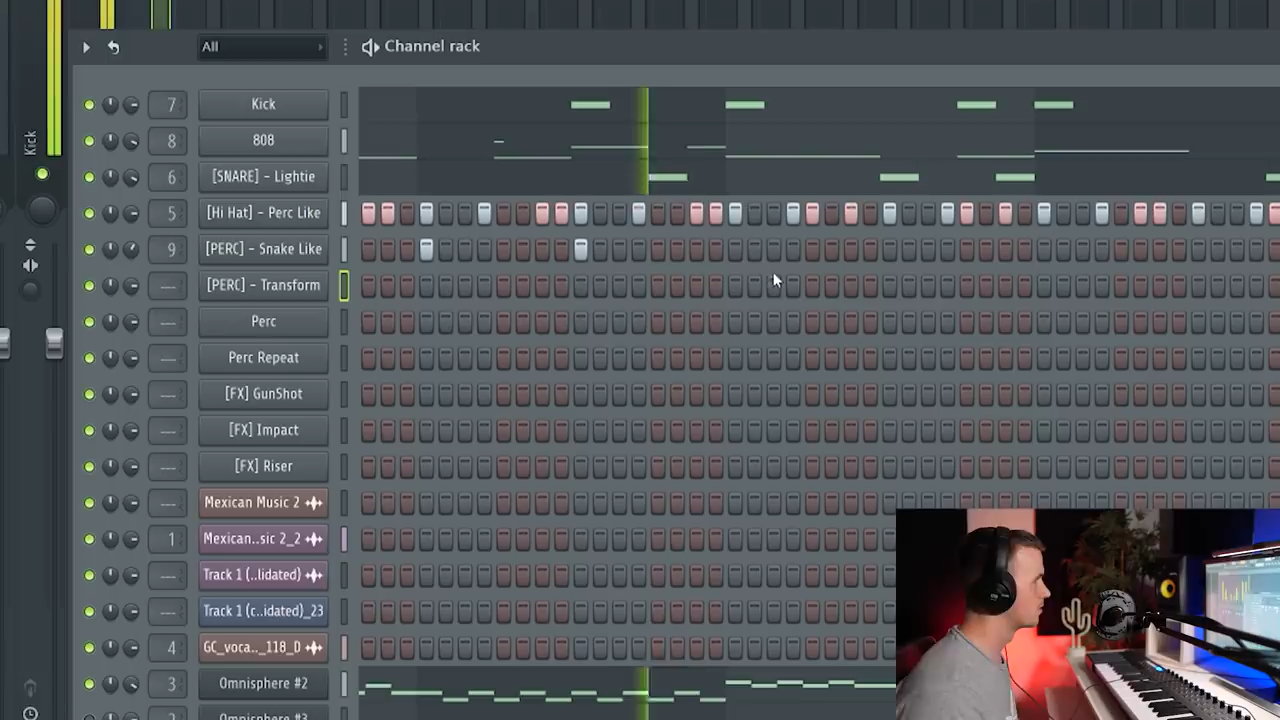 All
Channel rack
Kick
7
Kick
8
808
6
[SNARE] - Lightie
5
[Hi Hat] - Perc Like
9
[PERC] - Snake Like
---
[PERC] - Transform
---
Perc
---
Perc Repeat
---
[FX] GunShot
---
[FX] Impact
---
[FX] Riser
---
Mexican Music 2
1
Mexican..sic 2_2
---
Track 1 (..lidated)
---
Track 1 (c..idated)_23
4
GC_voca.._118_D
3
Omnisphere #2
2
Omnisphere #3